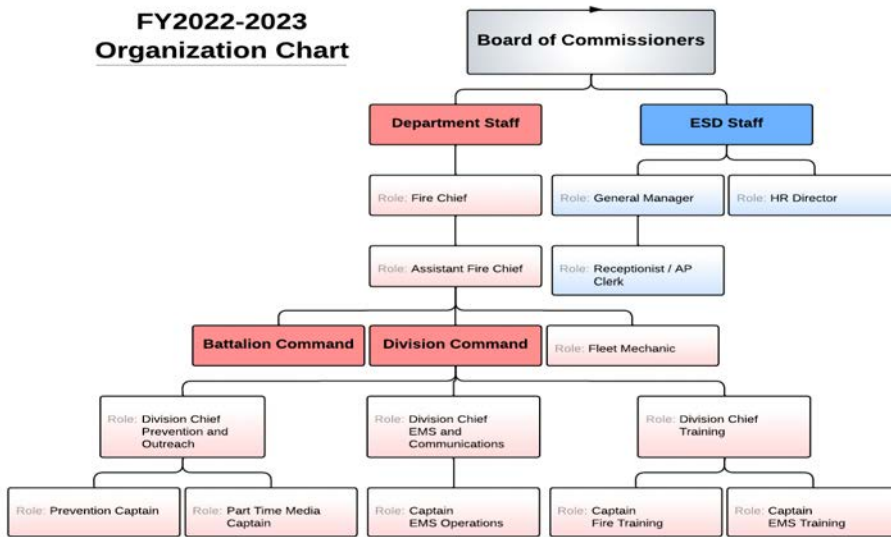 FY2022-2023
Organization Chart
Board of Commissioners
Department Staff
ESD Staff
Role: Fire Chief
Role: General Manager
Role: HR Director
Role: Assistant Fire Chief
Role: Receptionist / AP
Clerk
Battalion Command
Division Command
Role: Fleet Mechanic
Role: Division Chief
Prevention and
Outreach
Role: Division Chief
EMS and
Communications
Role: Division Chief
Training
Role: Prevention Captain
Role: Part Time Media
Captain
Role: Captain
EMS Operations
Role: Captain
Fire Training
Role: Captain
EMS Training